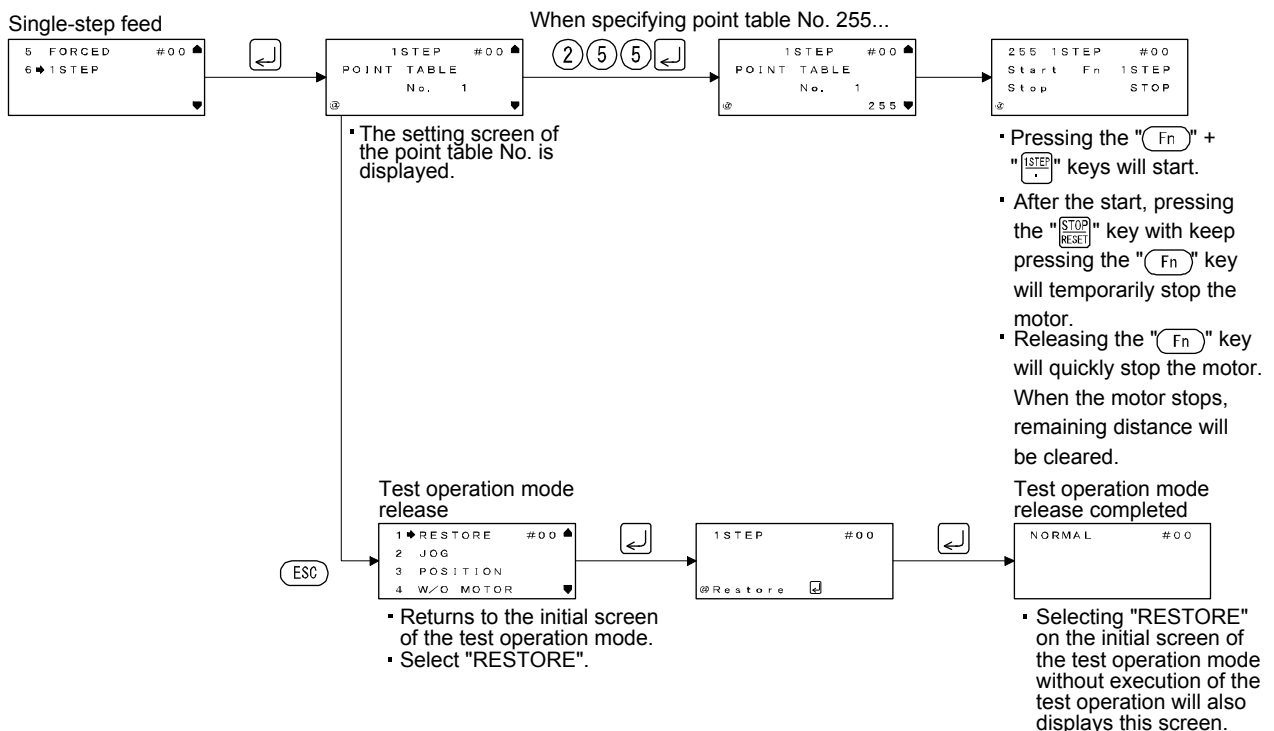 Single-step feed
5 FORCED #00
6 1STEP
1STEP #00
POINT TABLE
No. 1
@
The setting screen of
the point table No. is
displayed.
When specifying point table No. 255...
2 5 5
1STEP #00
POINT TABLE
No. 1
@ 255
255 1STEP #00
Start Fn 1STEP
Stop STOP
@
Pressing the "Fn" +
"1STEP ." keys will start.
After the start, pressing
the "STOP RESET" key with keep
pressing the "Fn" key
will temporarily stop the
motor.
Releasing the "Fn" key
will quickly stop the motor.
When the motor stops,
remaining distance will
be cleared.
ESC
Test operation mode
release
1 RESTORE #00
2 JOG
3 POSITION
4 W/O MOTOR
Returns to the initial screen
of the test operation mode.
Select "RESTORE".
1STEP #00
@Restore
Test operation mode
release completed
NORMAL #00
Selecting "RESTORE"
on the initial screen of
the test operation mode
without execution of the
test operation will also
displays this screen.